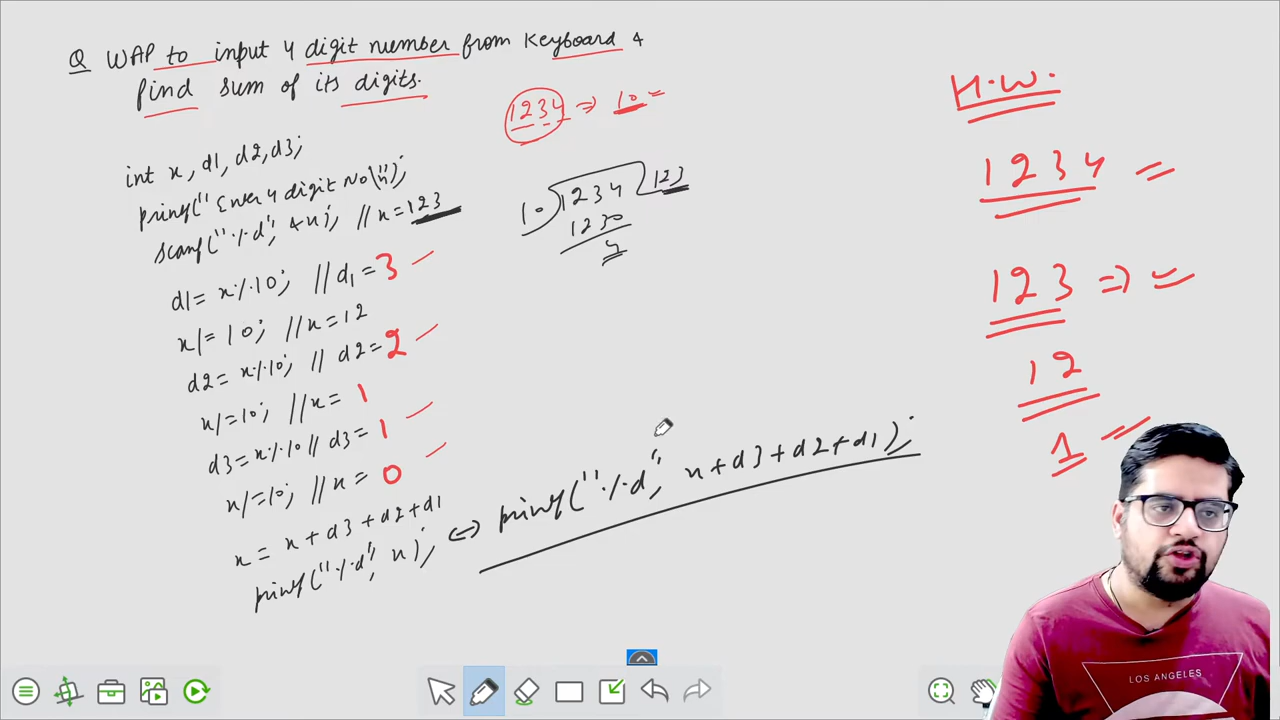 Q WAP to input 4 digit number from Keyboard &
find sum of its digits.
1234 => 10 =
int x, d1, d2, d3;
printf("Enter 4 digit No\n");
scanf("%d", &x); // x=123
d1= x%10; // d1 = 3
x/=10; // x=12
d2= x%10; // d2= 2
x/=10; // x= 1
d3= x%10 // d3= 1
x/=10; // x= 0
x = x+d3+d2+d1
printf("%d", x); <=> printf("%d", x+d3+d2+d1);
10 1234 123
1230
4
H.W.
1234 =
123 =>
12
1
LOS ANGELES